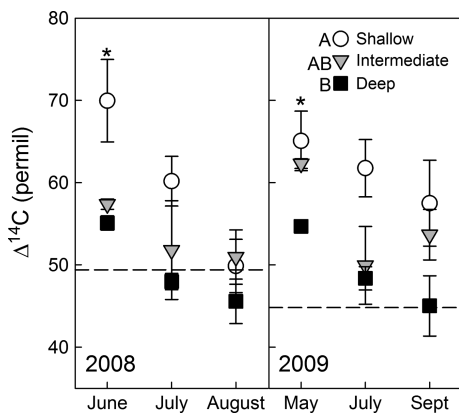 80
70
60
50
40
Δ¹⁴C (permil)
*
2008
June July August
A Shallow
AB Intermediate
B Deep
*
2009
May July Sept